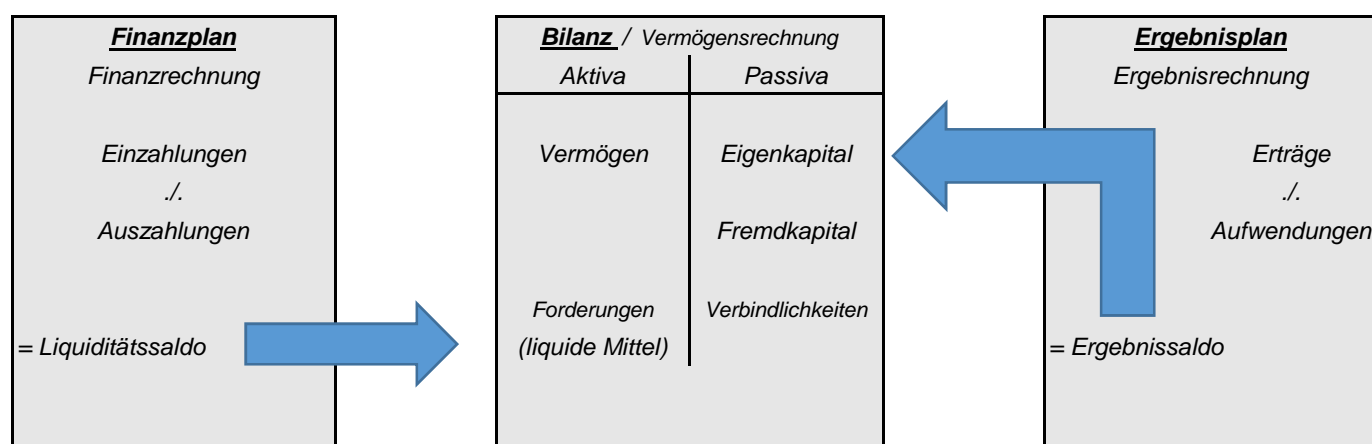 Finanzplan
Finanzrechnung
Einzahlungen
./.
Auszahlungen
= Liquiditätssaldo
Bilanz / Vermögensrechnung
Aktiva Passiva
Vermögen Eigenkapital
Fremdkapital
Forderungen Verbindlichkeiten
(liquide Mittel)
Ergebnisplan
Ergebnisrechnung
Erträge
./.
Aufwendungen
= Ergebnissaldo